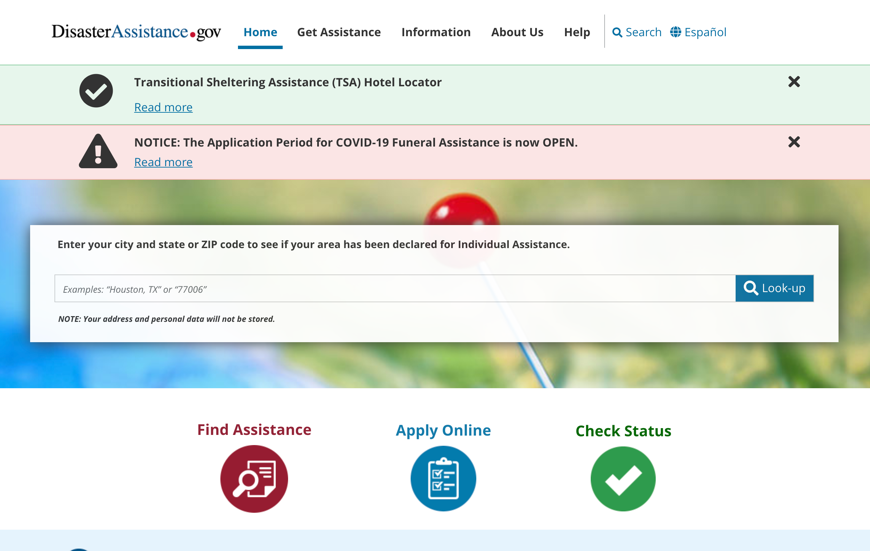 DisasterAssistance.gov
Home Get Assistance Information About Us Help Search Español
Transitional Sheltering Assistance (TSA) Hotel Locator
Read more
NOTICE: The Application Period for COVID-19 Funeral Assistance is now OPEN.
Read more
Enter your city and state or ZIP code to see if your area has been declared for Individual Assistance.
Examples: “Houston, TX” or “77006” Look-up
NOTE: Your address and personal data will not be stored.
Find Assistance Apply Online Check Status